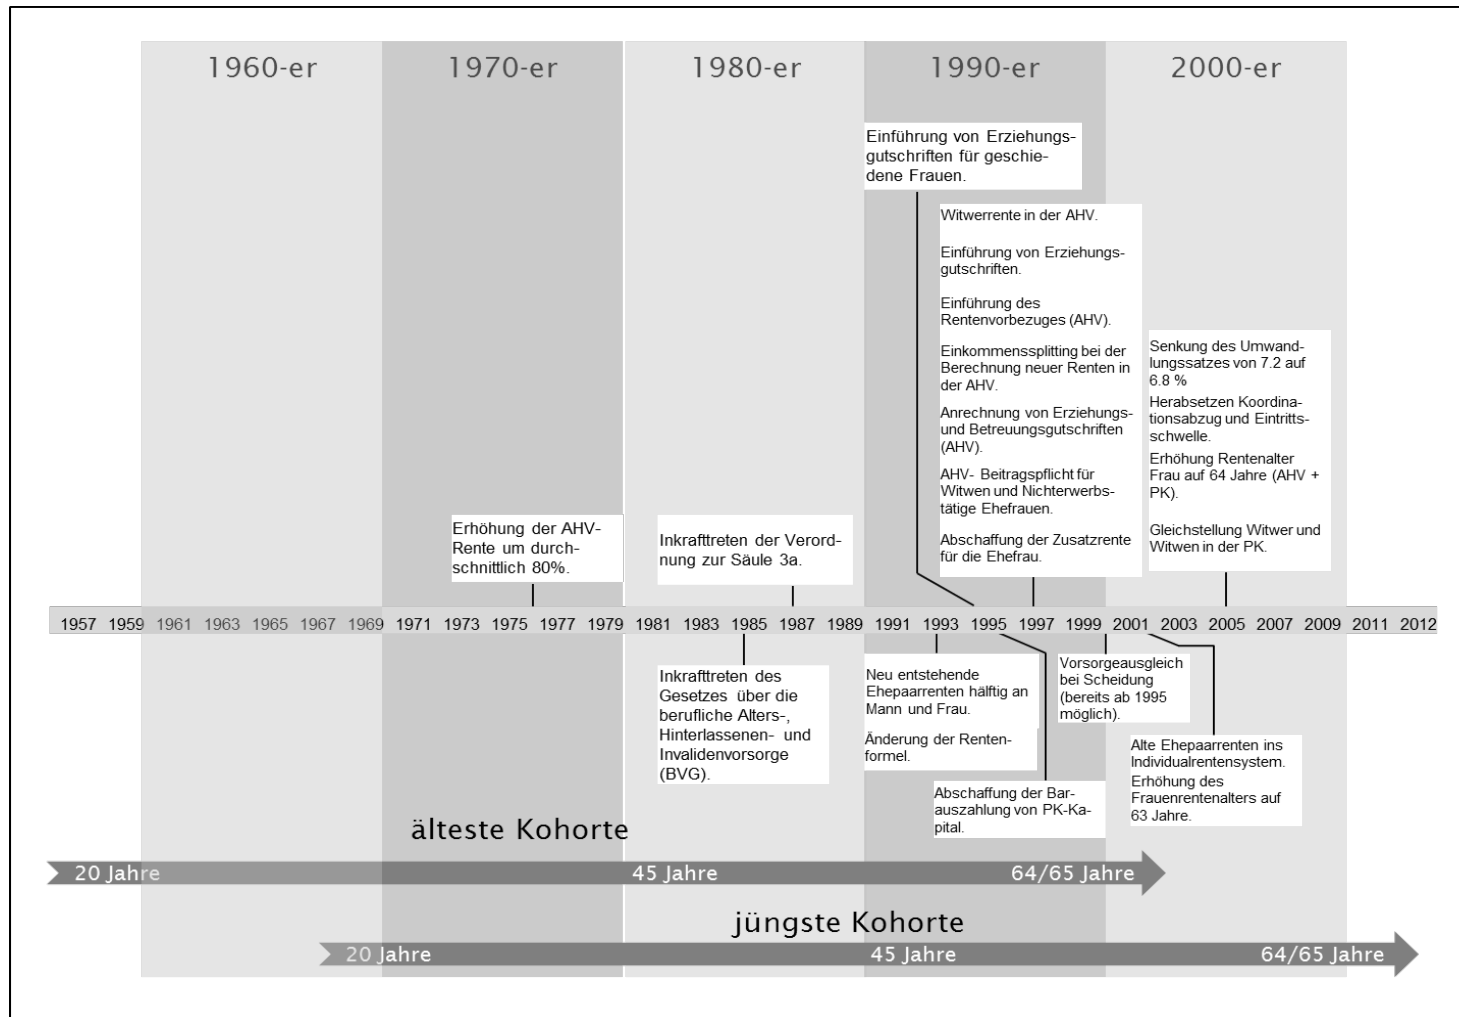 1960-er
1970-er
1980-er
1990-er
2000-er
Einführung von Erziehungs-
gutschriften für geschie-
dene Frauen.
Witwerrente in der AHV.
Einführung von Erziehungs-
gutschriften.
Einführung des
Rentenvorbezuges (AHV).
Einkommenssplitting bei der
Berechnung neuer Renten in
der AHV.
Anrechnung von Erziehungs-
und Betreuungsgutschriften
(AHV).
AHV- Beitragspflicht für
Witwen und Nichterwerbs-
tätige Ehefrauen.
Abschaffung der Zusatzrente
für die Ehefrau.
Senkung des Umwand-
lungssatzes von 7.2 auf
6.8 %
Herabsetzen Koordina-
tionsabzug und Eintritts-
schwelle.
Erhöhung Rentenalter
Frau auf 64 Jahre (AHV +
PK).
Gleichstellung Witwer und
Witwen in der PK.
Erhöhung der AHV-
Rente um durch-
schnittlich 80%.
Inkrafttreten der Verord-
nung zur Säule 3a.
1957 1959 1961 1963 1965 1967 1969 1971 1973 1975 1977 1979 1981 1983 1985 1987 1989 1991 1993 1995 1997 1999 2001 2003 2005 2007 2009 2011 2012
Inkrafttreten des
Gesetzes über die
berufliche Alters-,
Hinterlassenen- und
Invalidenvorsorge
(BVG).
Neu entstehende
Ehepaarrenten hälftig an
Mann und Frau.
Änderung der Renten-
formel.
Abschaffung der Bar-
auszahlung von PK-Ka-
pital.
Vorsorgeausgleich
bei Scheidung
(bereits ab 1995
möglich).
Alte Ehepaarrenten ins
Individualrentensystem.
Erhöhung des
Frauenrentenalters auf
63 Jahre.
älteste Kohorte
20 Jahre
45 Jahre
64/65 Jahre
jüngste Kohorte
20 Jahre
45 Jahre
64/65 Jahre